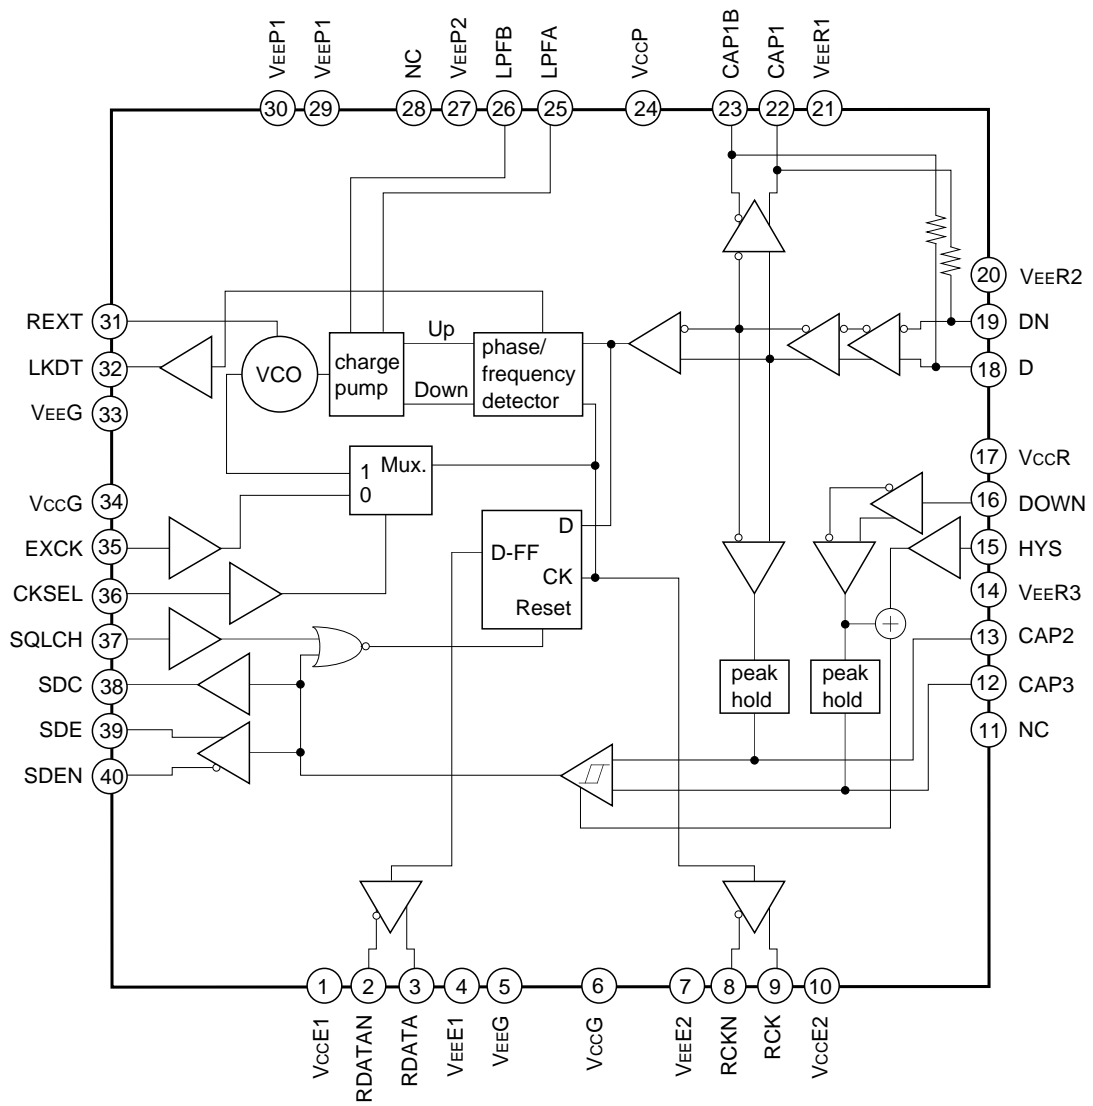 VEEP1
VEEP1
NC
VEEP2
LPFB
LPFA
VCCP
CAP1B
CAP1
VEER1
30
29
28
27
26
25
24
23
22
21
REXT 31
LKDT 32
VEEG 33
VCCG 34
EXCK 35
CKSEL 36
SQLCH 37
SDC 38
SDE 39
SDEN 40
VCO
charge
pump
Up
Down
phase/
frequency
detector
Mux.
1
0
D
D-FF
CK
Reset
+
peak
hold
peak
hold
20 VEER2
19 DN
18 D
17 VCCR
16 DOWN
15 HYS
14 VEER3
13 CAP2
12 CAP3
11 NC
1
2
3
4
5
6
7
8
9
10
VCCE1
RDATAN
RDATA
VEEE1
VEEG
VCCG
VEEE2
RCKN
RCK
VCCE2